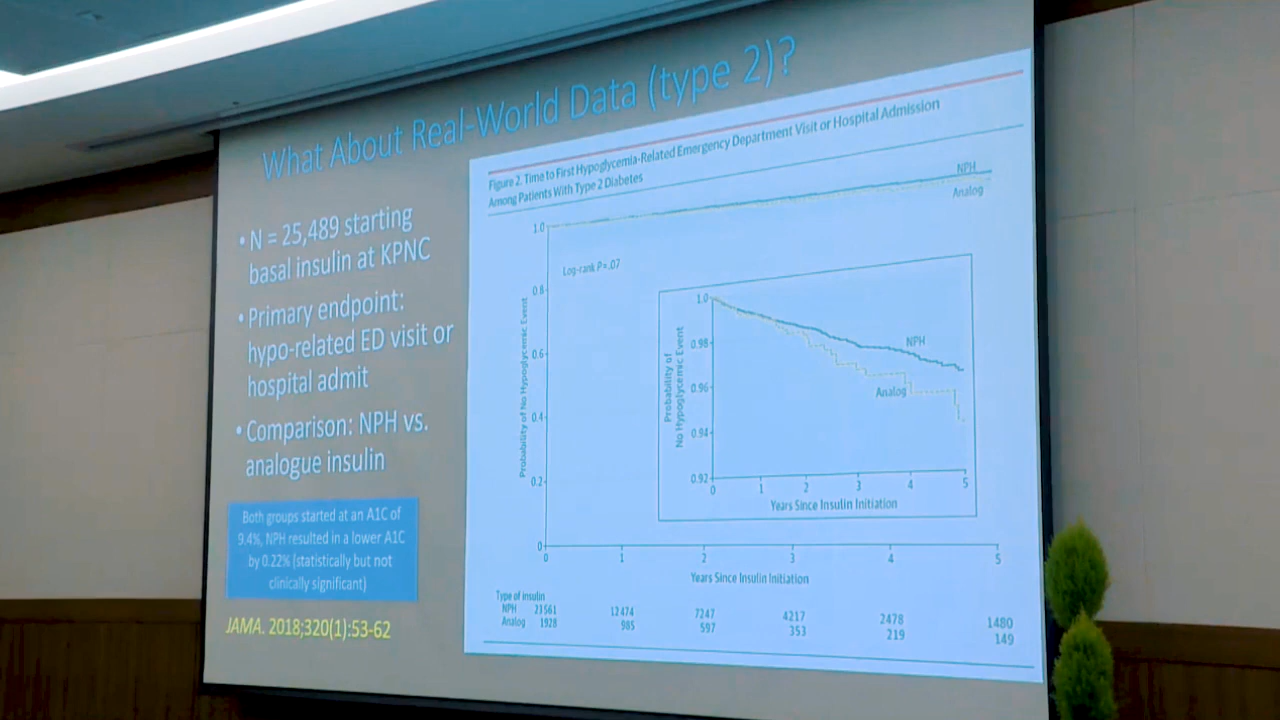 What About Real-World Data (type 2)?
• N = 25,489 starting
basal insulin at KPNC
• Primary endpoint:
hypo-related ED visit or
hospital admit
• Comparison: NPH vs.
analogue insulin
Both groups started at an A1C of
9.4%, NPH resulted in a lower A1C
by 0.22% (statistically but not
clinically significant)
JAMA. 2018;320(1):53-62
Figure 2. Time to First Hypoglycemia-Related Emergency Department Visit or Hospital Admission
Among Patients With Type 2 Diabetes
NPH
Analog
1.0
0.8
0.6
0.4
0.2
0
Probability of No Hypoglycemic Event
Log-rank P=.07
1.0
0.98
0.96
0.94
0.92
Probability of
No Hypoglycemic Event
NPH
Analog
0 1 2 3 4 5
Years Since Insulin Initiation
0 1 2 3 4 5
Years Since Insulin Initiation
Type of insulin
NPH 23561 12474 7247 4217 2478 1480
Analog 1928 985 597 353 219 149